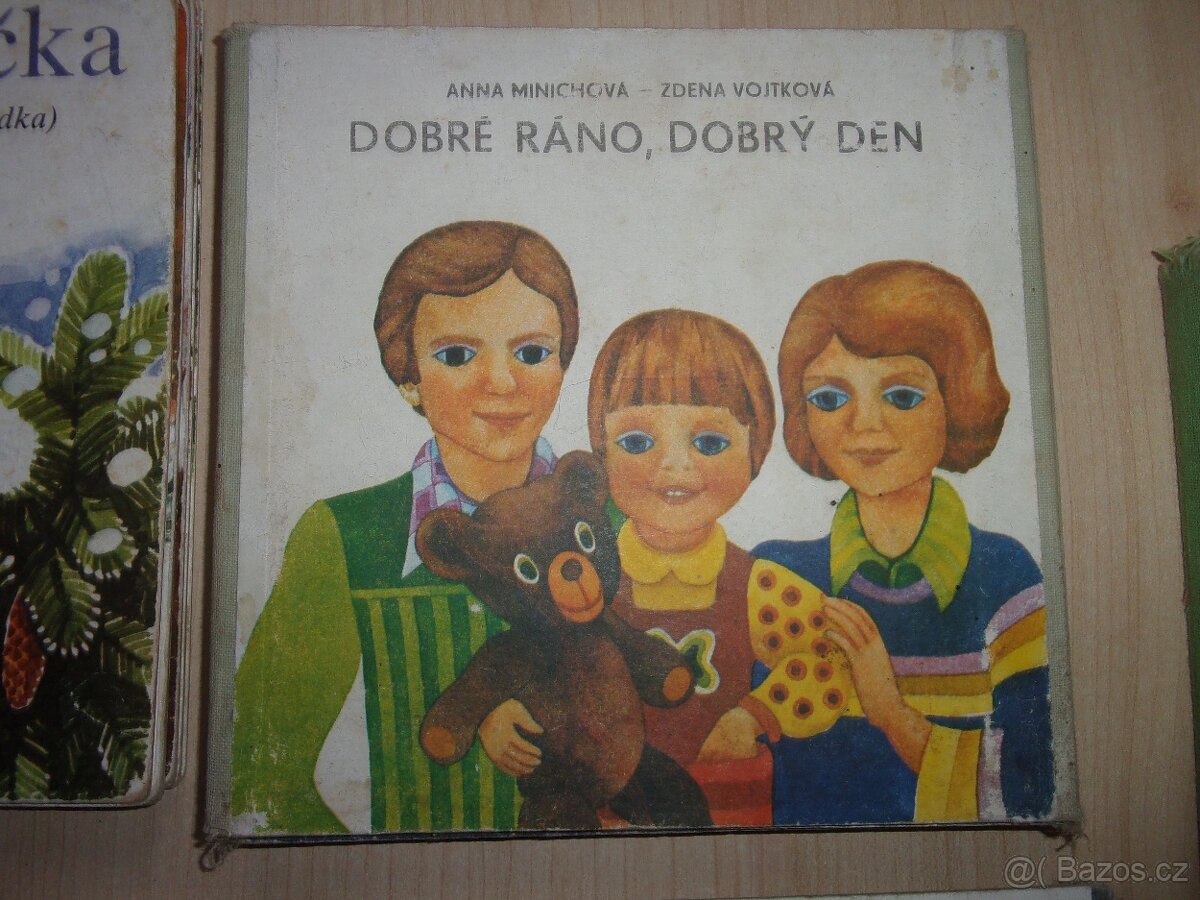 čka
dka)
ANNA MINICHOVÁ – ZDENA VOJTKOVÁ
DOBRÉ RÁNO, DOBRÝ DEN
@( Bazos.cz